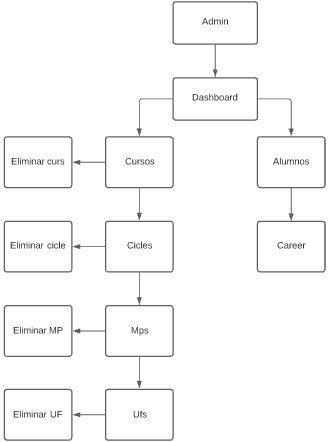 Admin
Dashboard
Eliminar curs
Cursos
Alumnos
Eliminar cicle
Cicles
Career
Eliminar MP
Mps
Eliminar UF
Ufs